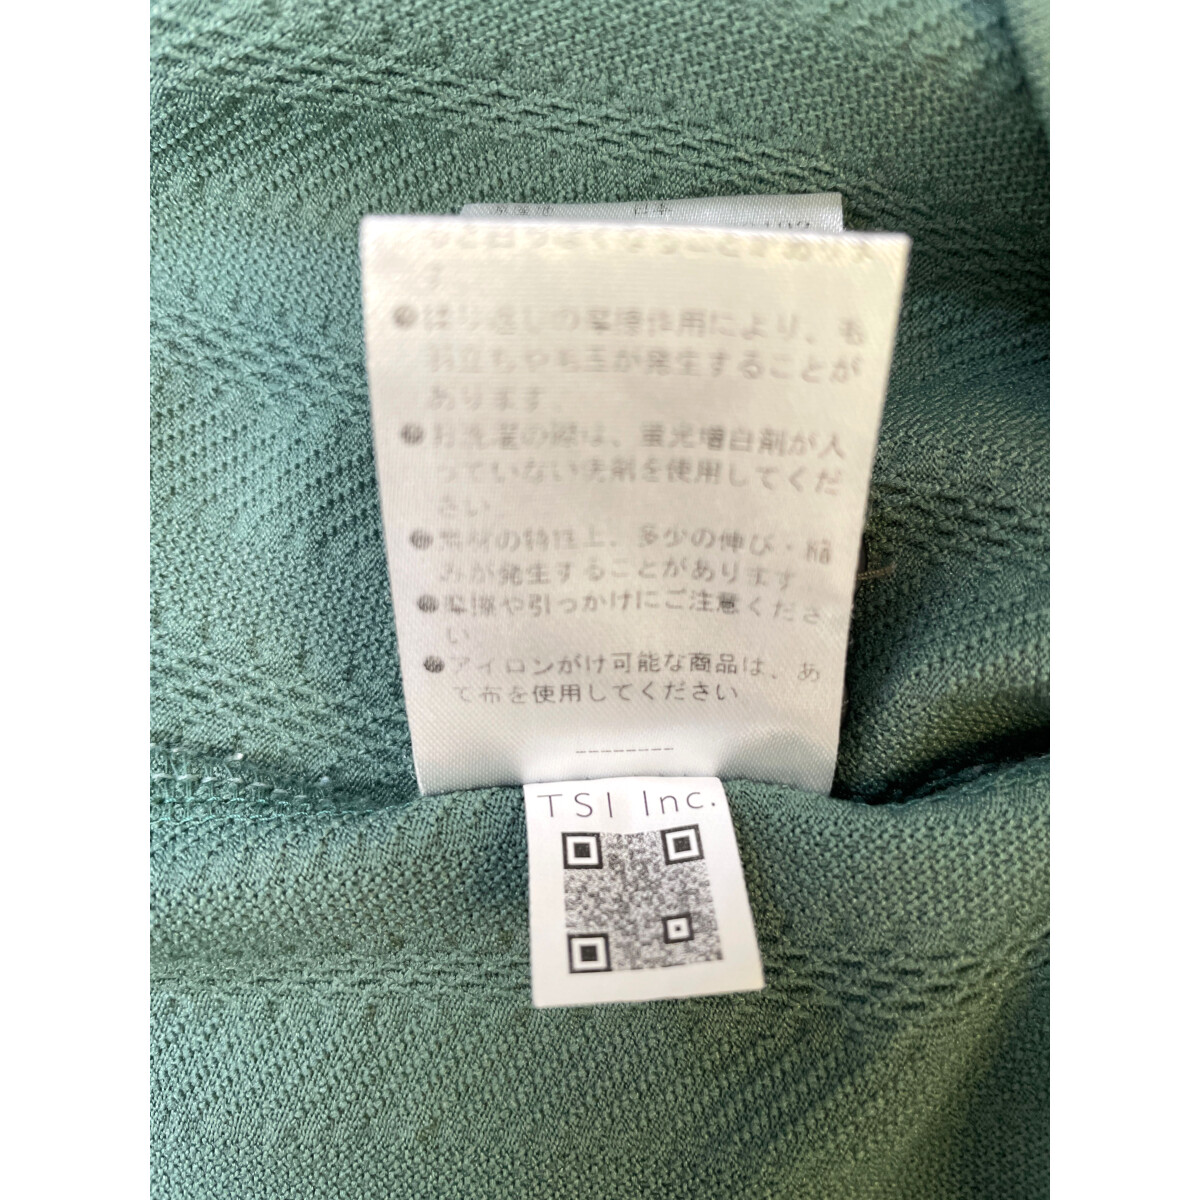 原産地 日本
す。
●繰り返しの摩擦作用により、毛
羽立ちや毛玉が発生することが
あります。
●お洗濯の際は、蛍光増白剤が入
っていない洗剤を使用してくだ
さい。
●素材の特性上、多少の伸び・縮
みが発生することがあります
●摩擦や引っかけにご注意くださ
い
●アイロンがけ可能な商品は、あ
て布を使用してください
--------
TSI Inc.